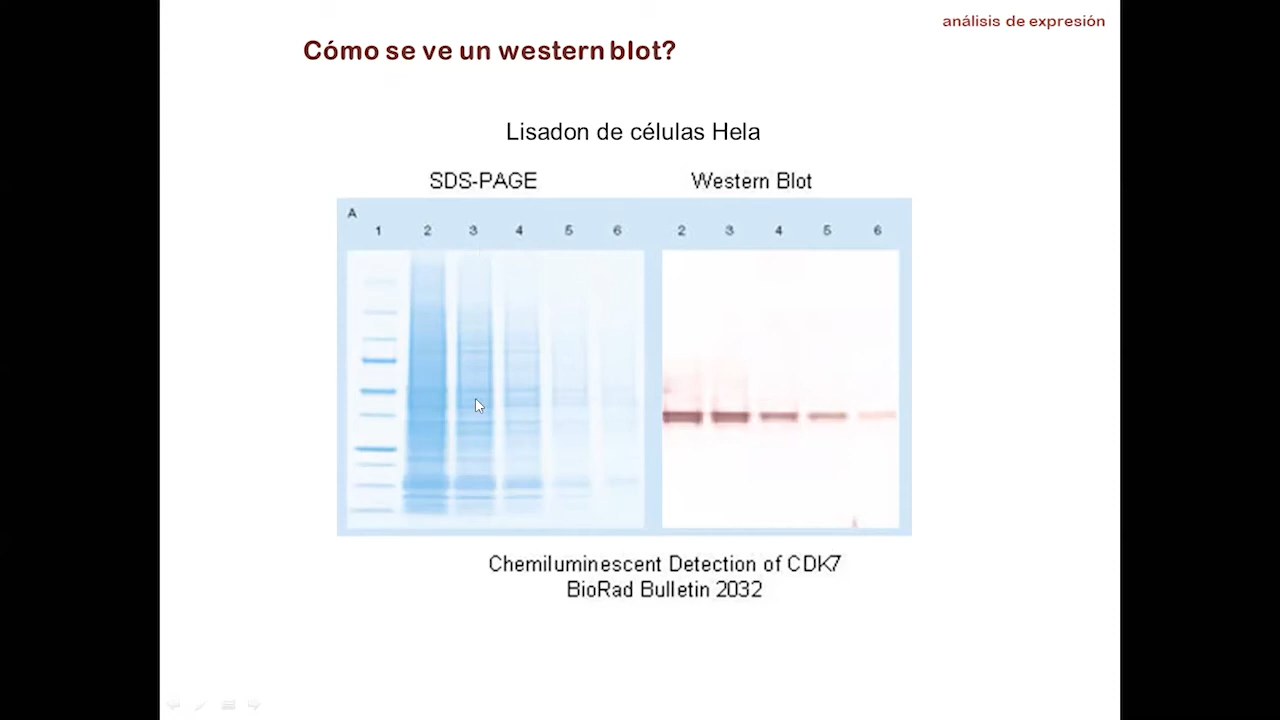 análisis de expresión
Cómo se ve un western blot?
Lisadon de células Hela
SDS-PAGE Western Blot
A
1 2 3 4 5 6 2 3 4 5 6
Chemiluminescent Detection of CDK7
BioRad Bulletin 2032